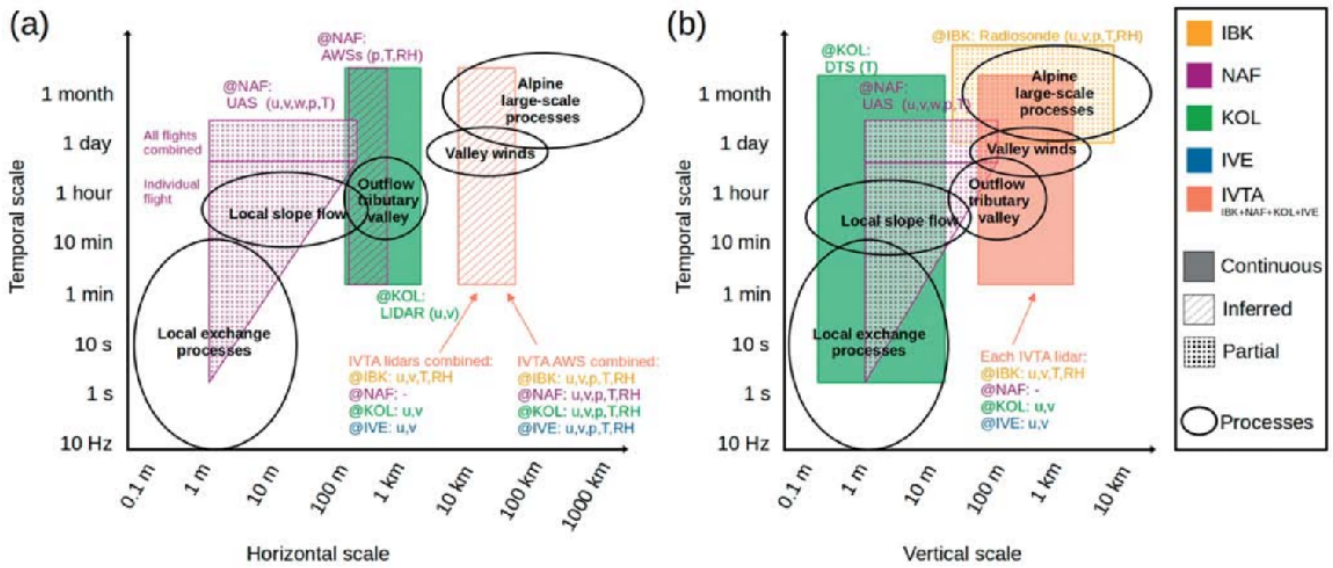 (a)
@NAF:
AWSs (p,T,RH)
@NAF:
UAS (u,v,w,p,T)
Temporal scale
1 month
1 day
1 hour
10 min
1 min
10 s
1 s
10 Hz
All flights
combined
Individual
flight
Alpine
large-scale
processes
Valley winds
Outflow
tributary
valley
Local slope flow
Local exchange
processes
@KOL:
LIDAR (u,v)
IVTA lidars combined:
@IBK: u,v,T,RH
@NAF: -
@KOL: u,v
@IVE: u,v
IVTA AWS combined:
@IBK: u,v,p,T,RH
@NAF: u,v,p,T,RH
@KOL: u,v,p,T,RH
@IVE: u,v,p,T,RH
0.1 m
1 m
10 m
100 m
1 km
10 km
100 km
1000 km
Horizontal scale
(b)
@IBK: Radiosonde (u,v,p,T,RH)
@KOL:
DTS (T)
@NAF:
UAS (u,v,w,p,T)
Temporal scale
1 month
1 day
1 hour
10 min
1 min
10 s
1 s
10 Hz
Alpine
large-scale
processes
Valley winds
Outflow
tributary
valley
Local slope flow
Local exchange
processes
Each IVTA lidar:
@IBK: u,v,T,RH
@NAF: -
@KOL: u,v
@IVE: u,v
0.1 m
1 m
10 m
100 m
1 km
10 km
Vertical scale
IBK
NAF
KOL
IVE
IVTA
IBK+NAF+KOL+IVE
Continuous
Inferred
Partial
Processes